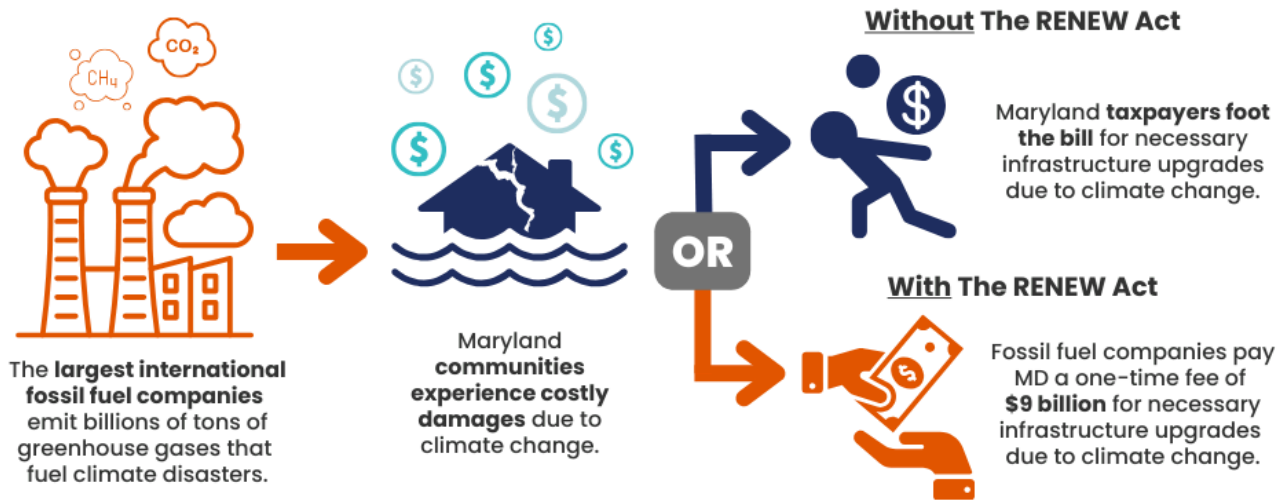 CO₂
CH₄
The largest international
fossil fuel companies
emit billions of tons of
greenhouse gases that
fuel climate disasters.
$
$
$
$
$
$
Maryland
communities
experience costly
damages due to
climate change.
OR
Without The RENEW Act
$
Maryland taxpayers foot
the bill for necessary
infrastructure upgrades
due to climate change.
With The RENEW Act
$
Fossil fuel companies pay
MD a one-time fee of
$9 billion for necessary
infrastructure upgrades
due to climate change.